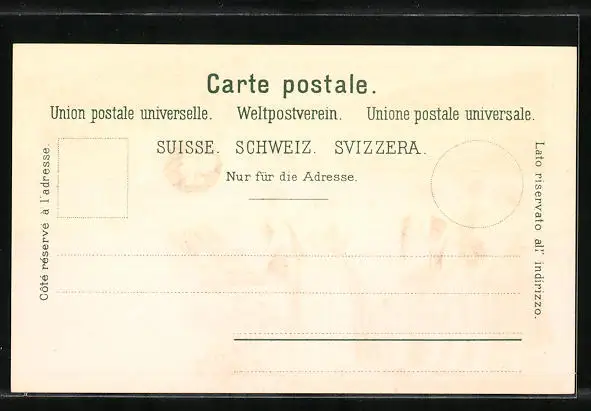 Carte postale.
Union postale universelle. Weltpostverein. Unione postale universale.
SUISSE. SCHWEIZ. SVIZZERA.
Nur für die Adresse.
Côté réservé à l'adresse.
Lato riservato all' indirizzo.